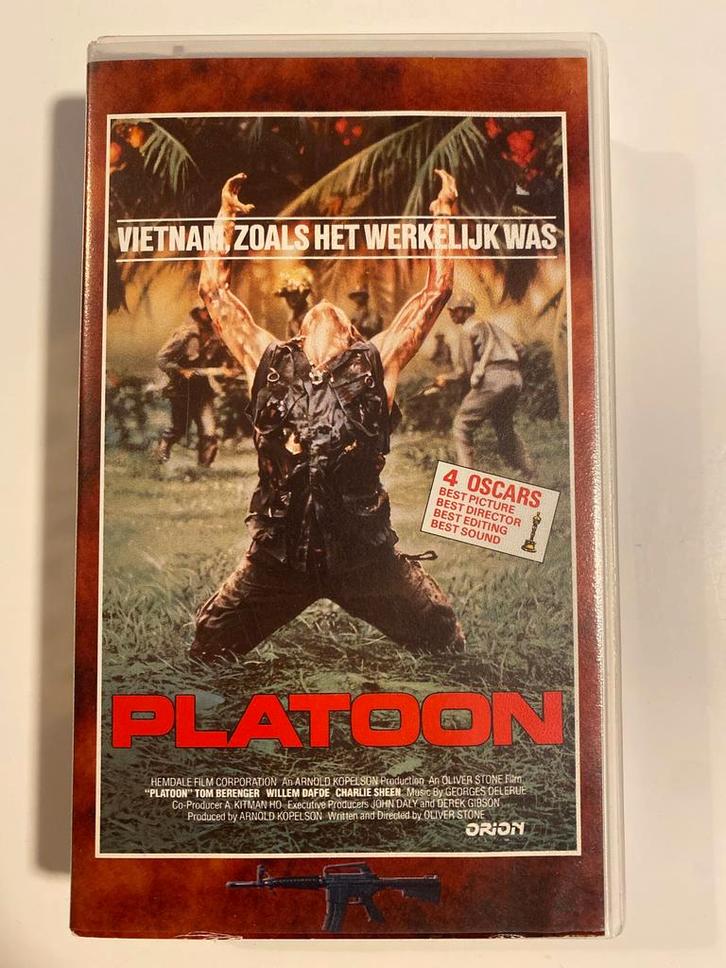 VIETNAM, ZOALS HET WERKELIJK WAS
4 OSCARS
BEST PICTURE
BEST DIRECTOR
BEST EDITING
BEST SOUND
PLATOON
HEMDALE FILM CORPORATION An ARNOLD KOPELSON Production An OLIVER STONE Film
"PLATOON" TOM BERENGER WILLEM DAFOE CHARLIE SHEEN Music By GEORGES DELERUE
Co-Producer A. KITMAN HO Executive Producers JOHN DALY and DEREK GIBSON
Produced by ARNOLD KOPELSON Written and Directed by OLIVER STONE
ORION